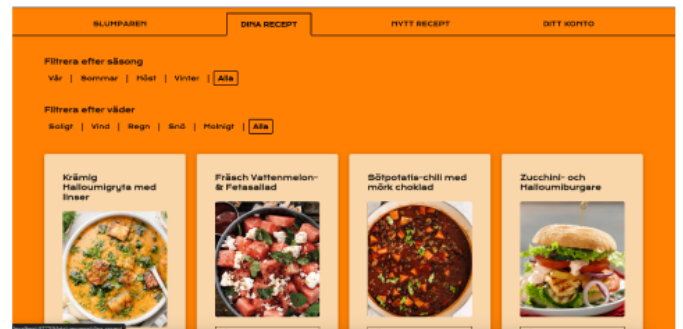 SLUMPAREN
DINA RECEPT
NYTT RECEPT
DITT KONTO
Filtrera efter säsong
Vår | Sommar | Höst | Vinter | Alla
Filtrera efter väder
Soligt | Vind | Regn | Snö | Molnigt | Alla
Krämig
Halloumigryta med
linser
Fräsch Vattenmelon-
& Fetasallad
Sötpotatis-chili med
mörk choklad
Zucchini- och
Halloumiburgare